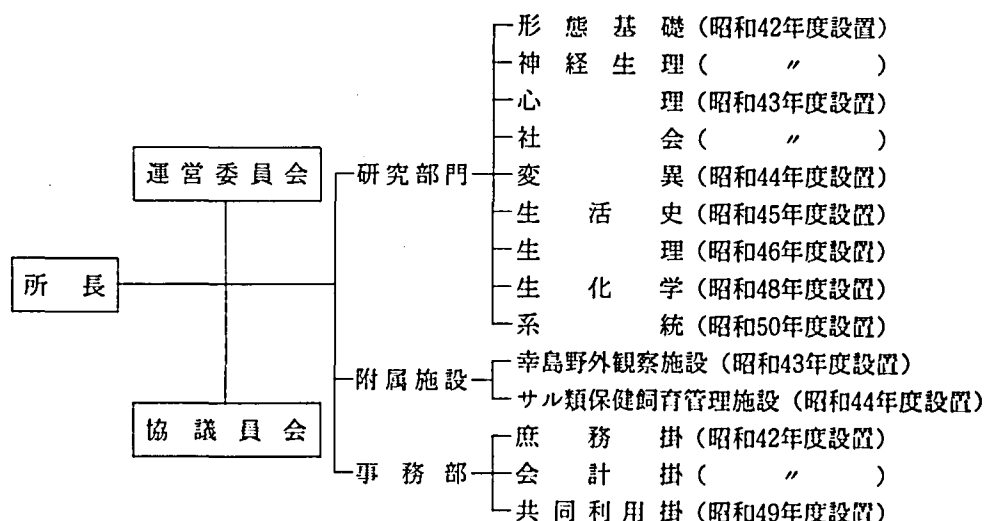 形態基礎（昭和42年度設置）
神経生理（　〃　）
心理（昭和43年度設置）
社会（　〃　）
運営委員会
研究部門
変異（昭和44年度設置）
生活史（昭和45年度設置）
生理（昭和46年度設置）
所長
生化学（昭和48年度設置）
系統（昭和50年度設置）
附属施設
幸島野外観察施設（昭和43年度設置）
サル類保健飼育管理施設（昭和44年度設置）
協議員会
事務部
庶務掛（昭和42年度設置）
会計掛（　〃　）
共同利用掛（昭和49年度設置）